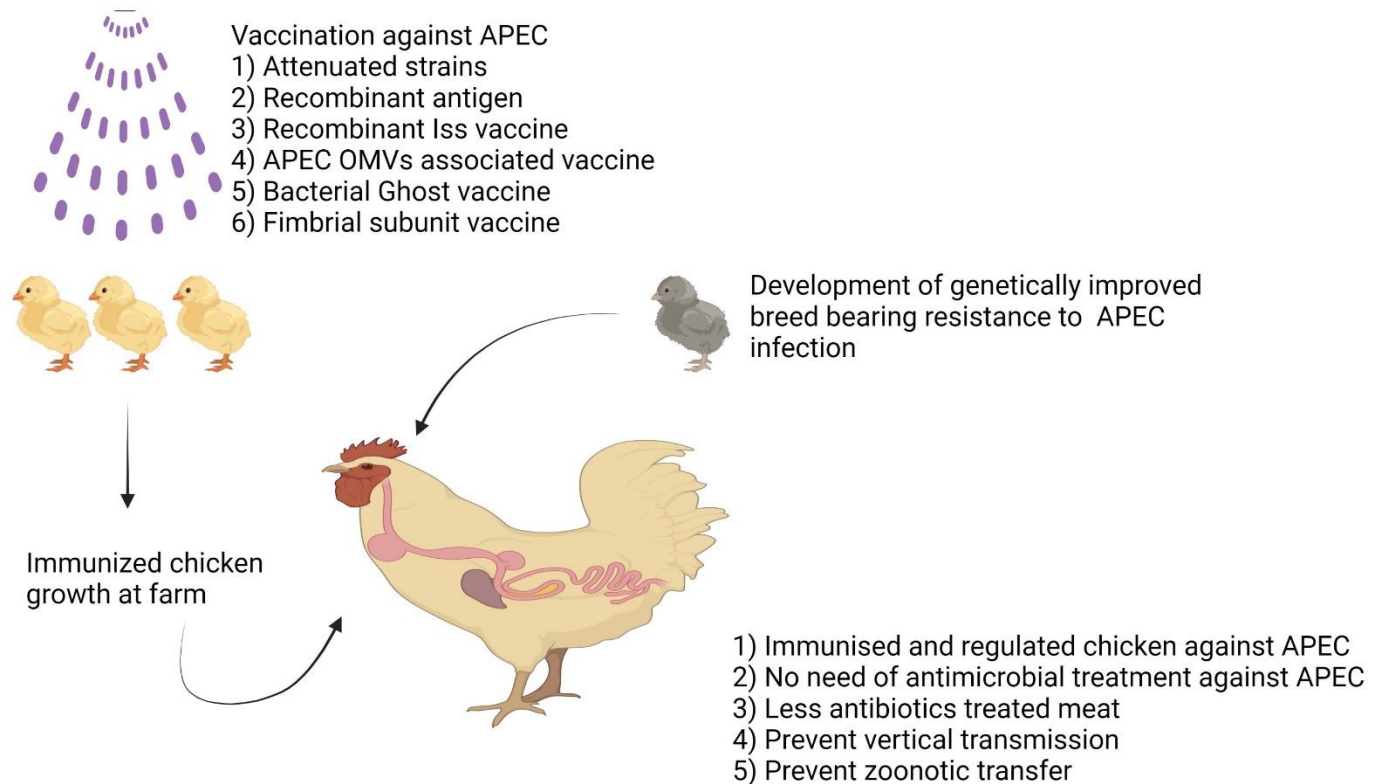 Vaccination against APEC
1) Attenuated strains
2) Recombinant antigen
3) Recombinant Iss vaccine
4) APEC OMVs associated vaccine
5) Bacterial Ghost vaccine
6) Fimbrial subunit vaccine
Development of genetically improved
breed bearing resistance to APEC
infection
Immunized chicken
growth at farm
1) Immunised and regulated chicken against APEC
2) No need of antimicrobial treatment against APEC
3) Less antibiotics treated meat
4) Prevent vertical transmission
5) Prevent zoonotic transfer